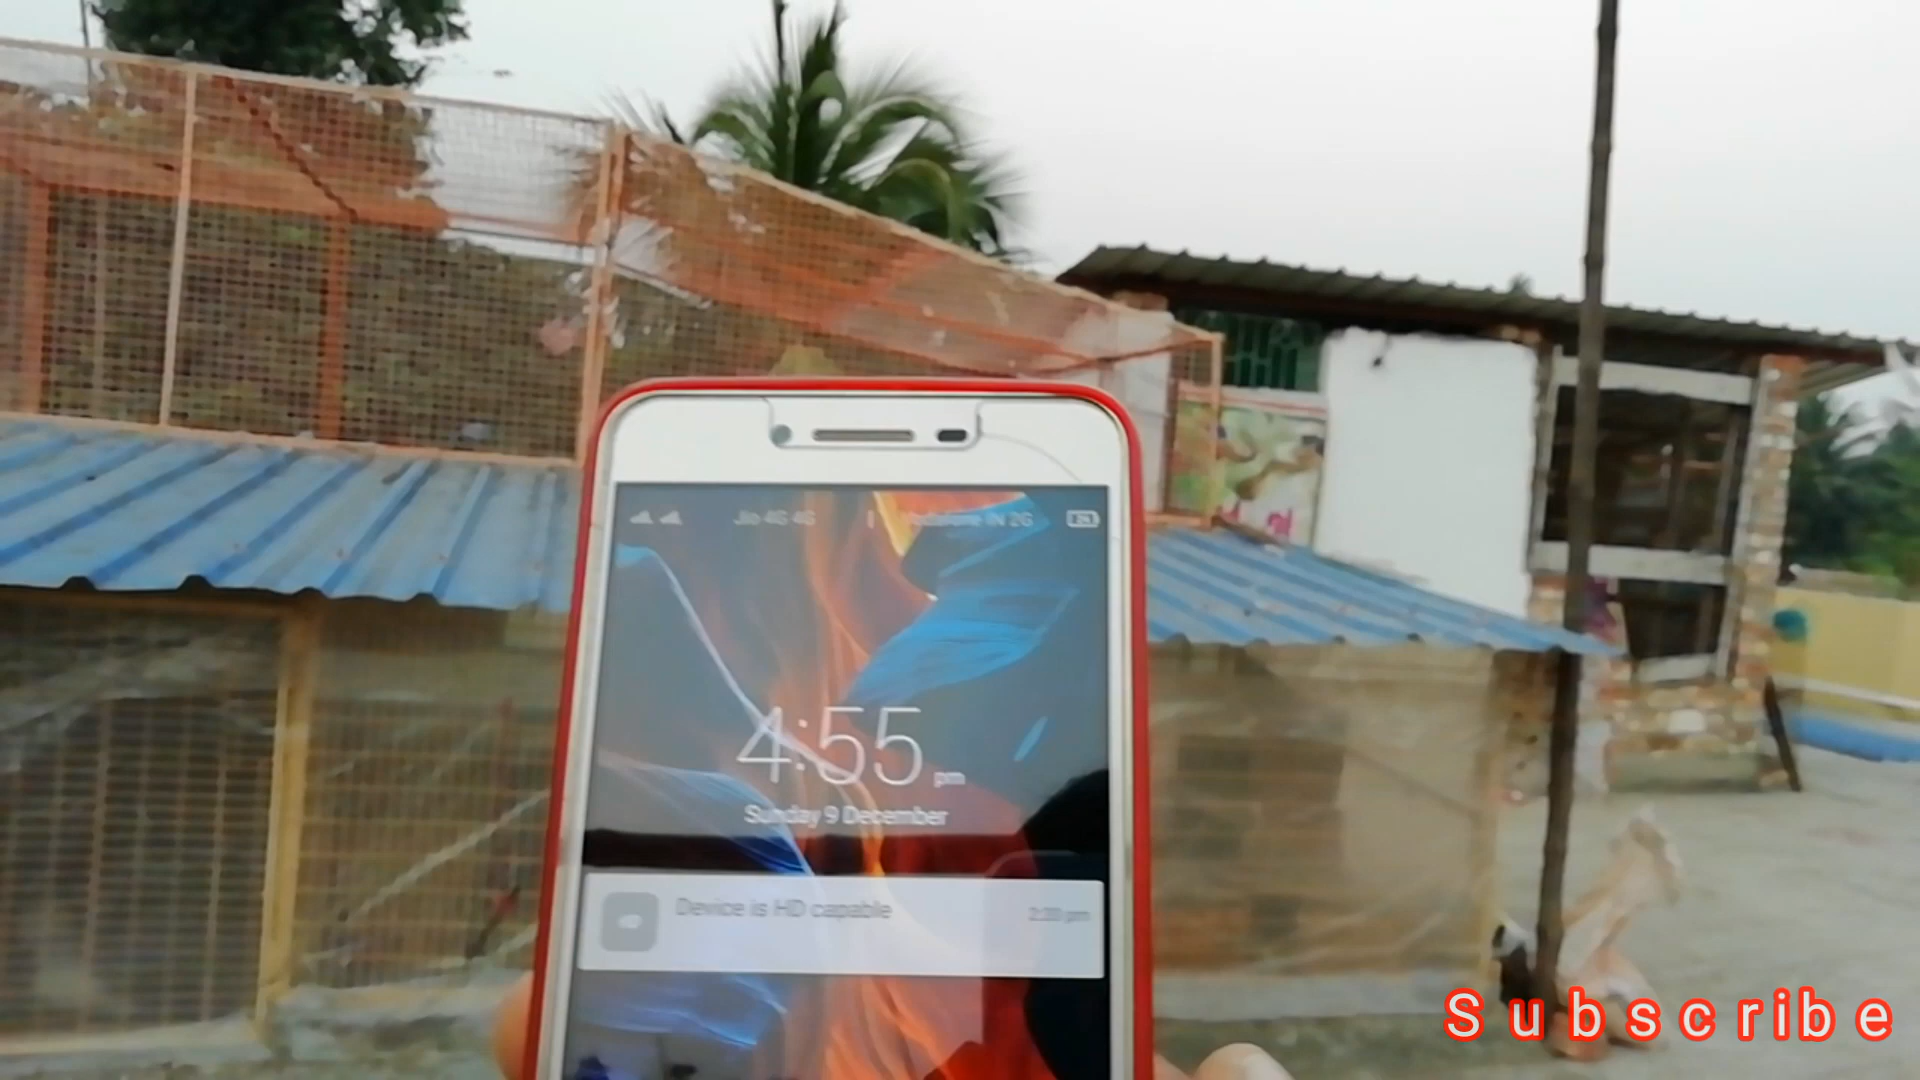 Jio 4G 4G | Vodafone IN 2G
4:55 pm
Sunday 9 December
Device is HD capable 2:20 pm
Subscribe